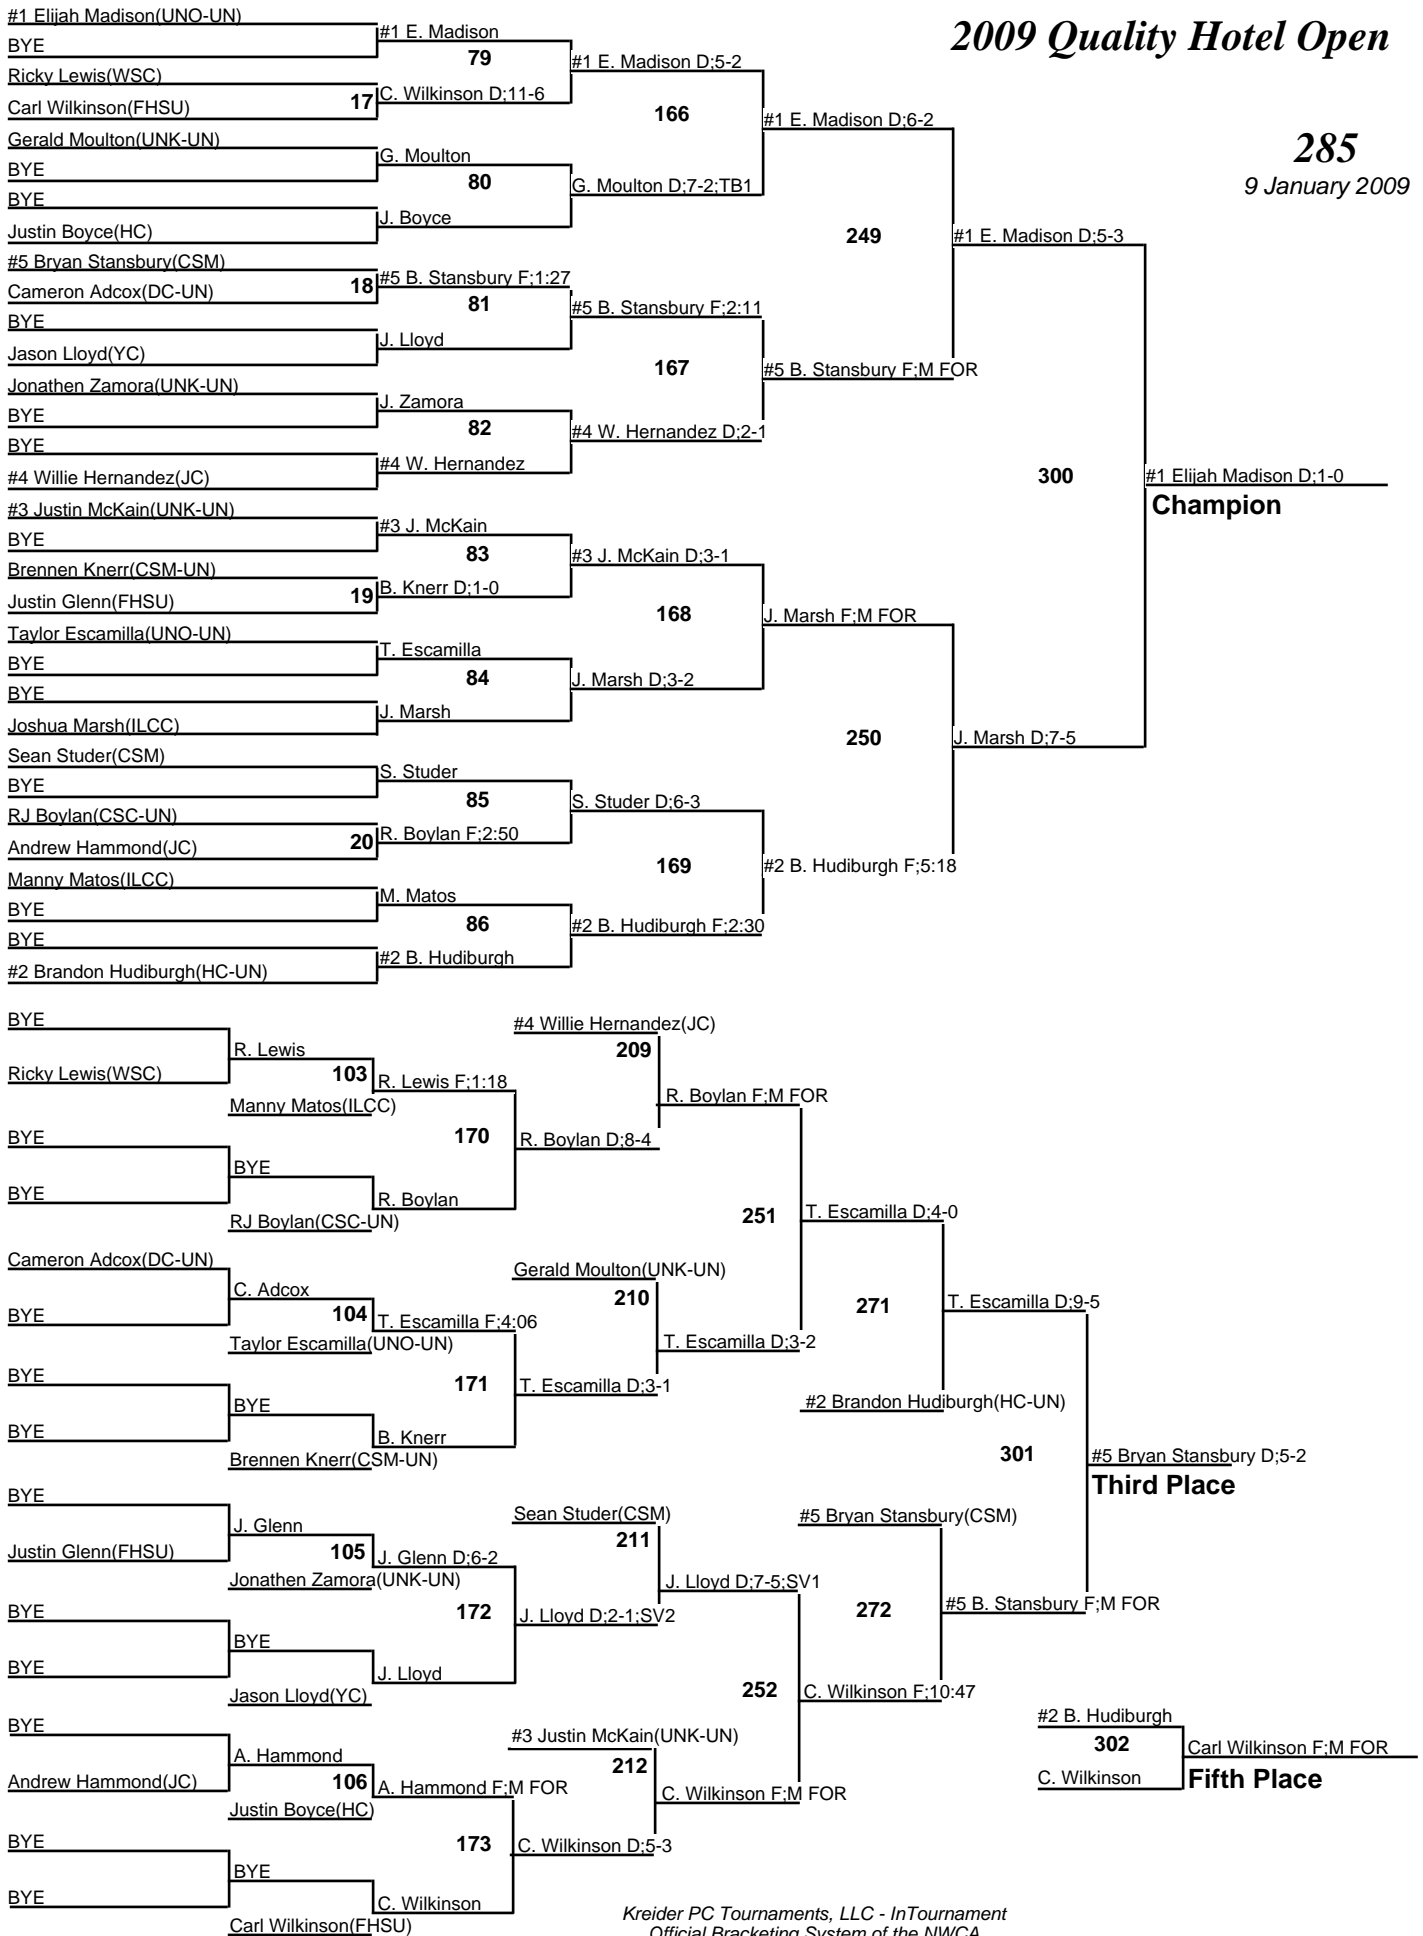 2009 Quality Hotel Open
285
9 January 2009
#1 Elijah Madison(UNO-UN)
BYE
Ricky Lewis(WSC)
Carl Wilkinson(FHSU)
Gerald Moulton(UNK-UN)
BYE
BYE
Justin Boyce(HC)
#5 Bryan Stansbury(CSM)
Cameron Adcox(DC-UN)
BYE
Jason Lloyd(YC)
Jonathen Zamora(UNK-UN)
BYE
BYE
#4 Willie Hernandez(JC)
#3 Justin McKain(UNK-UN)
BYE
Brennen Knerr(CSM-UN)
Justin Glenn(FHSU)
Taylor Escamilla(UNO-UN)
BYE
BYE
Joshua Marsh(ILCC)
Sean Studer(CSM)
BYE
RJ Boylan(CSC-UN)
Andrew Hammond(JC)
Manny Matos(ILCC)
BYE
BYE
#2 Brandon Hudiburgh(HC-UN)
17
18
19
20
#1 E. Madison
79
C. Wilkinson D;11-6
G. Moulton
80
J. Boyce
#5 B. Stansbury F;1:27
81
J. Lloyd
J. Zamora
82
#4 W. Hernandez
#3 J. McKain
83
B. Knerr D;1-0
T. Escamilla
84
J. Marsh
S. Studer
85
R. Boylan F;2:50
M. Matos
86
#2 B. Hudiburgh
#1 E. Madison D;5-2
166
G. Moulton D;7-2;TB1
#5 B. Stansbury F;2:11
167
#4 W. Hernandez D;2-1
#3 J. McKain D;3-1
168
J. Marsh D;3-2
S. Studer D;6-3
169
#2 B. Hudiburgh F;2:30
#1 E. Madison D;6-2
249
#5 B. Stansbury F;M FOR
J. Marsh F;M FOR
250
#2 B. Hudiburgh F;5:18
#1 E. Madison D;5-3
300
J. Marsh D;7-5
#1 Elijah Madison D;1-0
Champion
BYE
Ricky Lewis(WSC)
BYE
BYE
Cameron Adcox(DC-UN)
BYE
BYE
BYE
BYE
Justin Glenn(FHSU)
BYE
BYE
BYE
Andrew Hammond(JC)
BYE
BYE
R. Lewis
103
Manny Matos(ILCC)
BYE
RJ Boylan(CSC-UN)
C. Adcox
104
Taylor Escamilla(UNO-UN)
BYE
Brennen Knerr(CSM-UN)
J. Glenn
105
Jonathen Zamora(UNK-UN)
BYE
Jason Lloyd(YC)
A. Hammond
106
Justin Boyce(HC)
BYE
Carl Wilkinson(FHSU)
R. Lewis F;1:18
170
R. Boylan
T. Escamilla F;4:06
171
B. Knerr
J. Glenn D;6-2
172
J. Lloyd
A. Hammond F;M FOR
173
C. Wilkinson
#4 Willie Hernandez(JC)
209
R. Boylan D;8-4
Gerald Moulton(UNK-UN)
210
T. Escamilla D;3-1
Sean Studer(CSM)
211
J. Lloyd D;2-1;SV2
#3 Justin McKain(UNK-UN)
212
C. Wilkinson D;5-3
R. Boylan F;M FOR
251
T. Escamilla D;3-2
J. Lloyd D;7-5;SV1
252
C. Wilkinson F;M FOR
T. Escamilla D;4-0
271
#2 Brandon Hudiburgh(HC-UN)
#5 Bryan Stansbury(CSM)
272
C. Wilkinson F;10:47
T. Escamilla D;9-5
301
#5 B. Stansbury F;M FOR
#5 Bryan Stansbury D;5-2
Third Place
#2 B. Hudiburgh
302
C. Wilkinson
Carl Wilkinson F;M FOR
Fifth Place
Kreider PC Tournaments, LLC - InTournament
Official Bracketing System of the NWCA